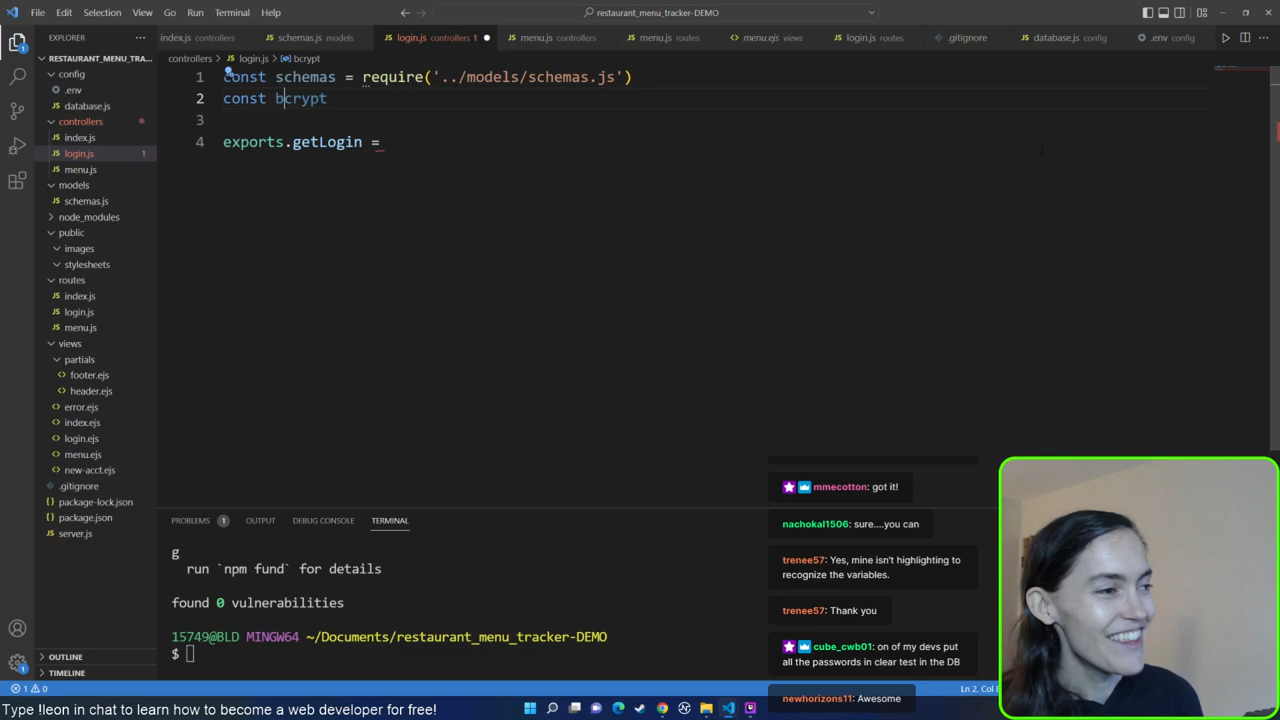 File Edit Selection View Go Run Terminal Help
restaurant_menu_tracker-DEMO
EXPLORER
index.js controllers
schemas.js models
login.js controllers 1
menu.js controllers
menu.js routes
menu.ejs views
login.js routes
.gitignore
database.js config
.env config
RESTAURANT_MENU_TRA...
config
.env
database.js
controllers
index.js
login.js 1
menu.js
models
schemas.js
node_modules
public
images
stylesheets
routes
index.js
login.js
menu.js
views
partials
footer.ejs
header.ejs
error.ejs
index.ejs
login.ejs
menu.ejs
new-acct.ejs
.gitignore
package-lock.json
package.json
server.js
OUTLINE
TIMELINE
controllers > login.js > bcrypt
1 const schemas = require('../models/schemas.js')
2 const bcrypt
3
4 exports.getLogin =
PROBLEMS 1 OUTPUT DEBUG CONSOLE TERMINAL
g
run `npm fund` for details
found 0 vulnerabilities
15749@BLD MINGW64 ~/Documents/restaurant_menu_tracker-DEMO
$
mmecotton: got it!
nachokal1506: sure....you can
trenee57: Yes, mine isn't highlighting to
recognize the variables.
trenee57: Thank you
cube_cwb01: on of my devs put
all the passwords in clear test in the DB
newhorizons11: Awesome
1 0
Ln 2, Col
Type !leon in chat to learn how to become a web developer for free!